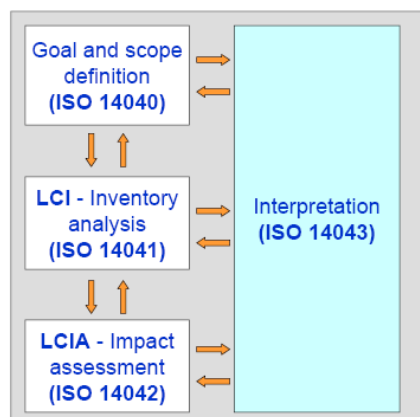 Goal and scope
definition
(ISO 14040)
LCI - Inventory
analysis
(ISO 14041)
Interpretation
(ISO 14043)
LCIA - Impact
assessment
(ISO 14042)